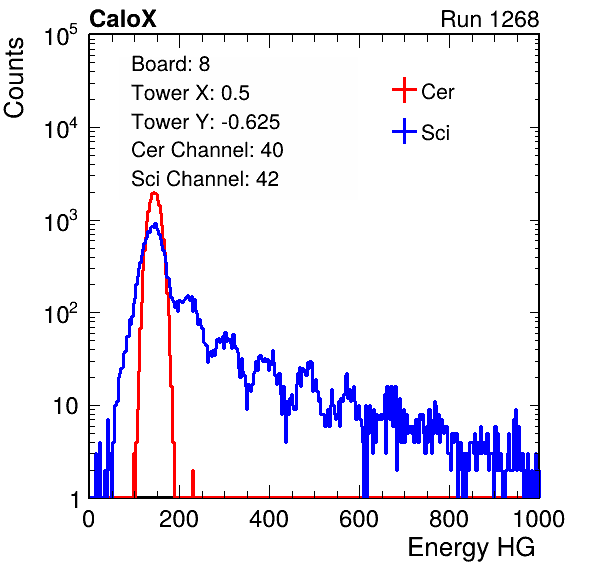 CaloX Run 1268
Counts
10^5
10^4
10^3
10^2
10
1
Board: 8
Tower X: 0.5
Tower Y: -0.625
Cer Channel: 40
Sci Channel: 42
Cer
Sci
0 200 400 600 800 1000
Energy HG